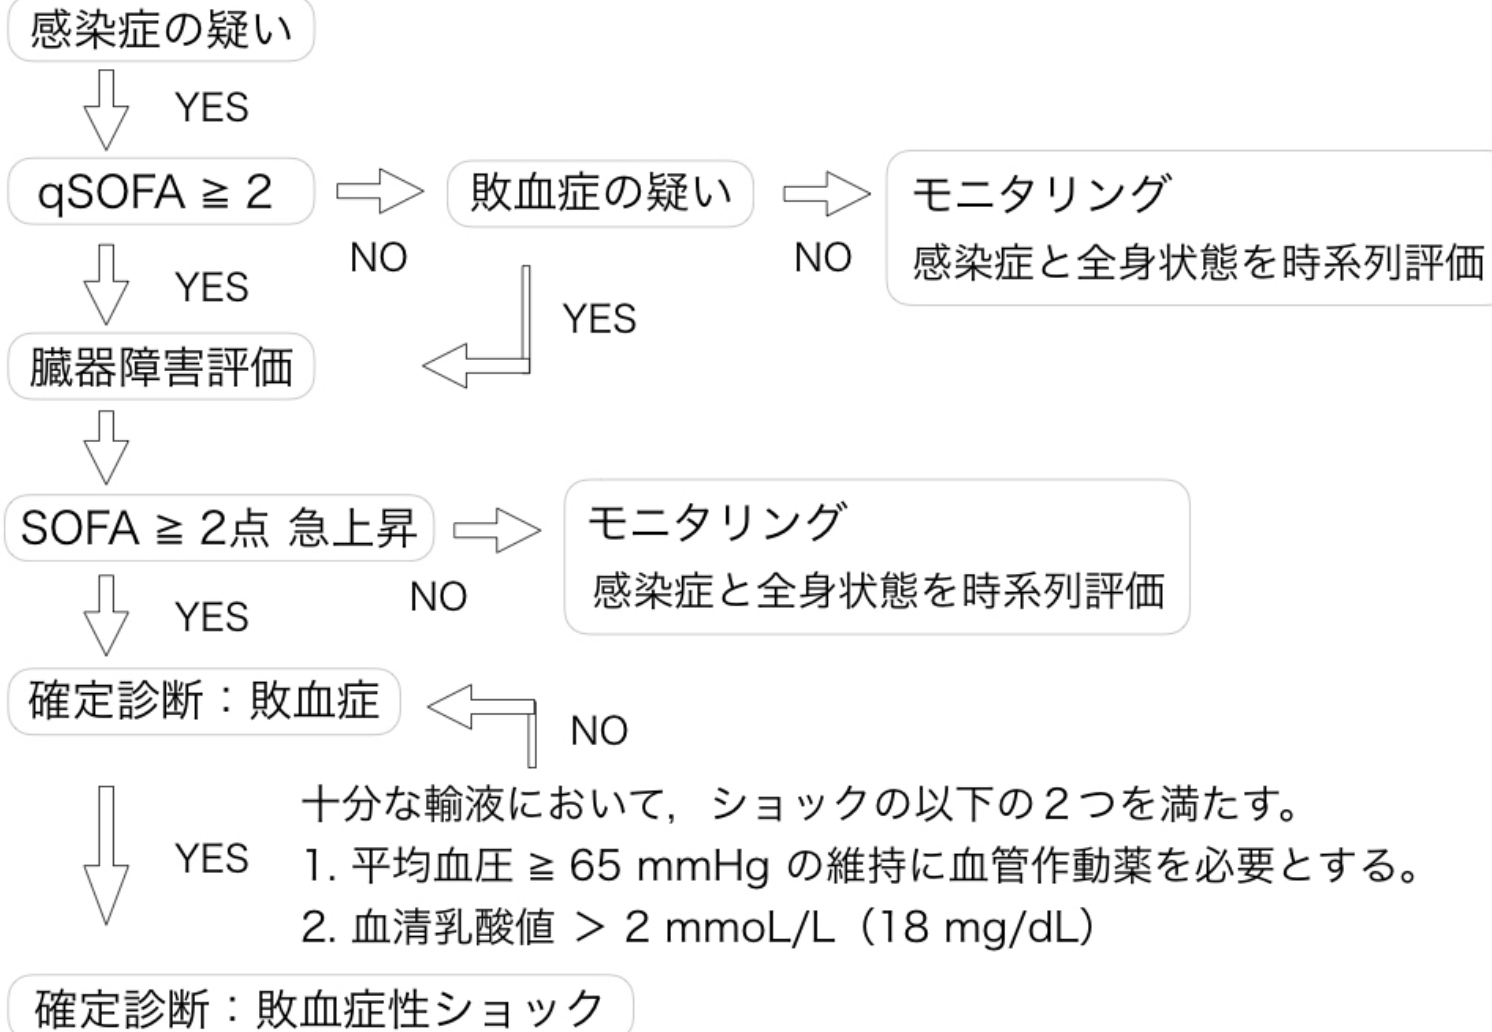 感染症の疑い
YES
qSOFA ≧ 2
NO
敗血症の疑い
NO
モニタリング
感染症と全身状態を時系列評価
YES
YES
臓器障害評価
SOFA ≧ 2点 急上昇
NO
モニタリング
感染症と全身状態を時系列評価
YES
確定診断：敗血症
NO
十分な輸液において，ショックの以下の２つを満たす。
1. 平均血圧 ≧ 65 mmHg の維持に血管作動薬を必要とする。
2. 血清乳酸値 ＞ 2 mmoL/L（18 mg/dL）
YES
確定診断：敗血症性ショック